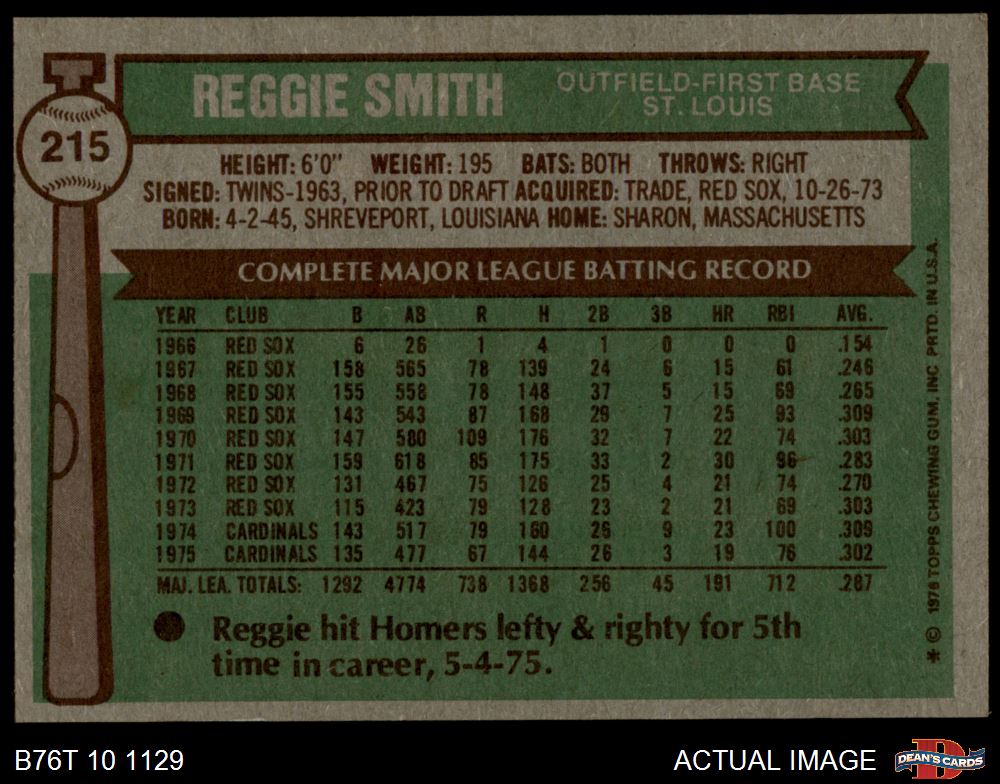 REGGIE SMITH
OUTFIELD-FIRST BASE
ST. LOUIS
215
HEIGHT: 6'0" WEIGHT: 195 BATS: BOTH THROWS: RIGHT
SIGNED: TWINS-1963, PRIOR TO DRAFT ACQUIRED: TRADE, RED SOX, 10-26-73
BORN: 4-2-45, SHREVEPORT, LOUISIANA HOME: SHARON, MASSACHUSETTS
COMPLETE MAJOR LEAGUE BATTING RECORD
YEAR CLUB B AB R H 2B 3B HR RBI AVG.
1966 RED SOX 6 26 1 4 1 0 0 0 .154
1967 RED SOX 158 565 78 139 24 6 15 61 .246
1968 RED SOX 155 558 78 148 37 5 15 69 .265
1969 RED SOX 143 543 87 168 29 7 25 93 .309
1970 RED SOX 147 580 109 176 32 7 22 74 .303
1971 RED SOX 159 618 85 175 33 2 30 96 .283
1972 RED SOX 131 467 75 126 25 4 21 74 .270
1973 RED SOX 115 423 79 128 23 2 21 69 .303
1974 CARDINALS 143 517 79 160 26 9 23 100 .309
1975 CARDINALS 135 477 67 144 26 3 19 76 .302
MAJ. LEA. TOTALS: 1292 4774 738 1368 256 45 191 712 .287
Reggie hit Homers lefty & righty for 5th
time in career, 5-4-75.
* © 1976 TOPPS CHEWING GUM, INC PRTD. IN U.S.A.
B76T 10 1129
ACTUAL IMAGE
DEAN'S CARDS